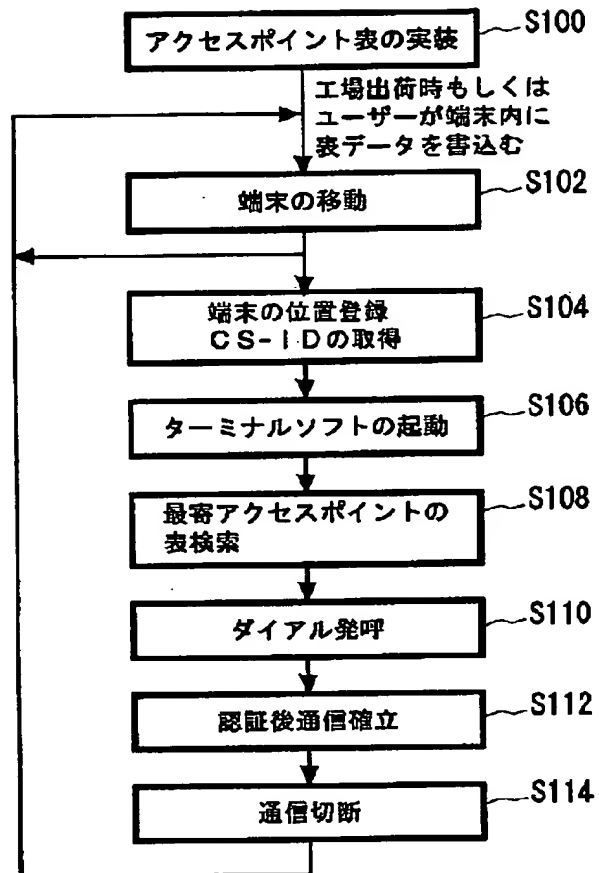 アクセスポイント表の実装
S100
工場出荷時もしくは
ユーザーが端末内に
表データを書込む
端末の移動
S102
端末の位置登録
CS-IDの取得
S104
ターミナルソフトの起動
S106
最寄アクセスポイントの
表検索
S108
ダイアル発呼
S110
認証後通信確立
S112
通信切断
S114